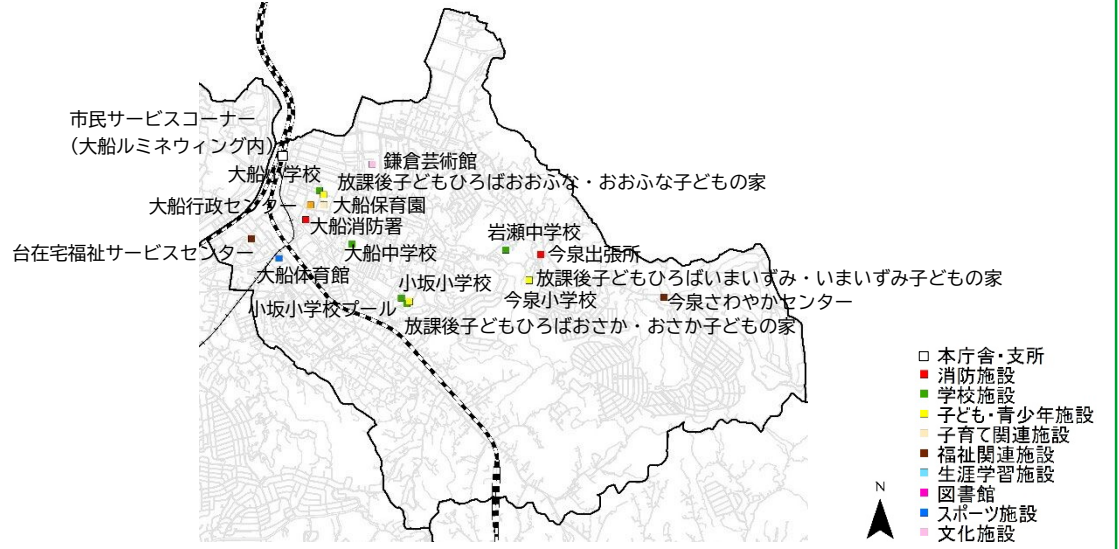 市民サービスコーナー
（大船ルミネウィング内）
鎌倉芸術館
大船小学校
放課後子どもひろばおおふな・おおふな子どもの家
大船行政センター
大船保育園
大船消防署
岩瀬中学校
台在宅福祉サービスセンター
大船中学校
今泉出張所
大船体育館
小坂小学校
放課後子どもひろばいまいずみ・いまいずみ子どもの家
今泉小学校
今泉さわやかセンター
小坂小学校プール
放課後子どもひろばおさか・おさか子どもの家
本庁舎・支所
消防施設
学校施設
子ども・青少年施設
子育て関連施設
福祉関連施設
生涯学習施設
図書館
スポーツ施設
文化施設
N